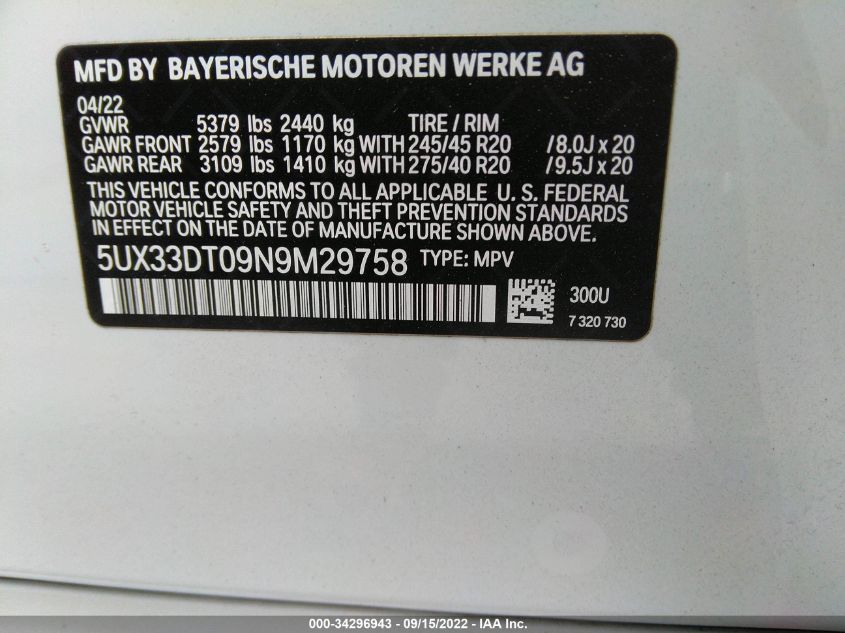 MFD BY BAYERISCHE MOTOREN WERKE AG
04/22
GVWR 5379 lbs 2440 kg TIRE / RIM
GAWR FRONT 2579 lbs 1170 kg WITH 245/45 R20 /8.0J x 20
GAWR REAR 3109 lbs 1410 kg WITH 275/40 R20 /9.5J x 20
THIS VEHICLE CONFORMS TO ALL APPLICABLE U. S. FEDERAL
MOTOR VEHICLE SAFETY AND THEFT PREVENTION STANDARDS
IN EFFECT ON THE DATE OF MANUFACTURE SHOWN ABOVE.
5UX33DT09N9M29758 TYPE: MPV
300U
7 320 730
000-34296943 - 09/15/2022 - IAA Inc.